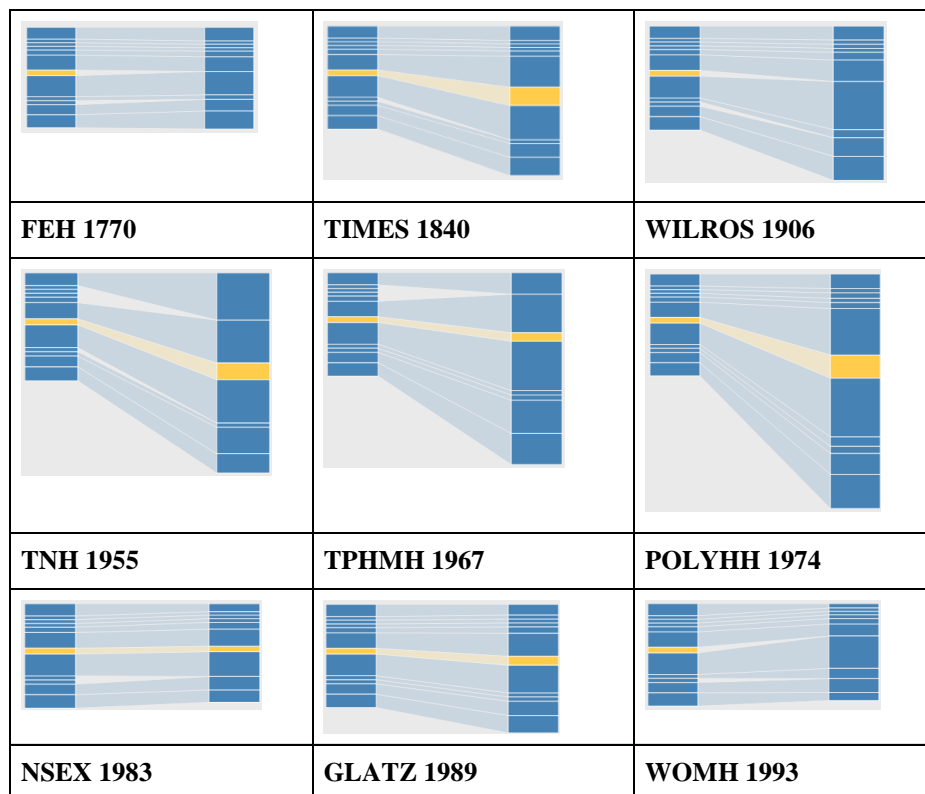 FEH 1770
TIMES 1840
WILROS 1906
TNH 1955
TPHMH 1967
POLYHH 1974
NSEX 1983
GLATZ 1989
WOMH 1993